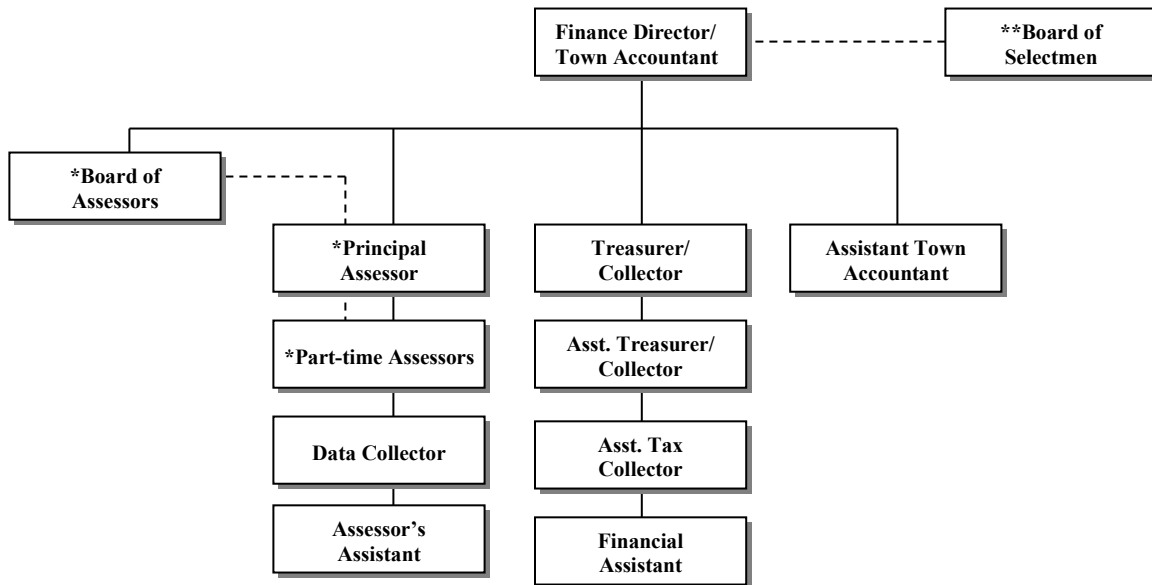 Finance Director/
Town Accountant
**Board of
Selectmen
*Board of
Assessors
*Principal
Assessor
Treasurer/
Collector
Assistant Town
Accountant
*Part-time Assessors
Asst. Treasurer/
Collector
Data Collector
Asst. Tax
Collector
Assessor’s
Assistant
Financial
Assistant